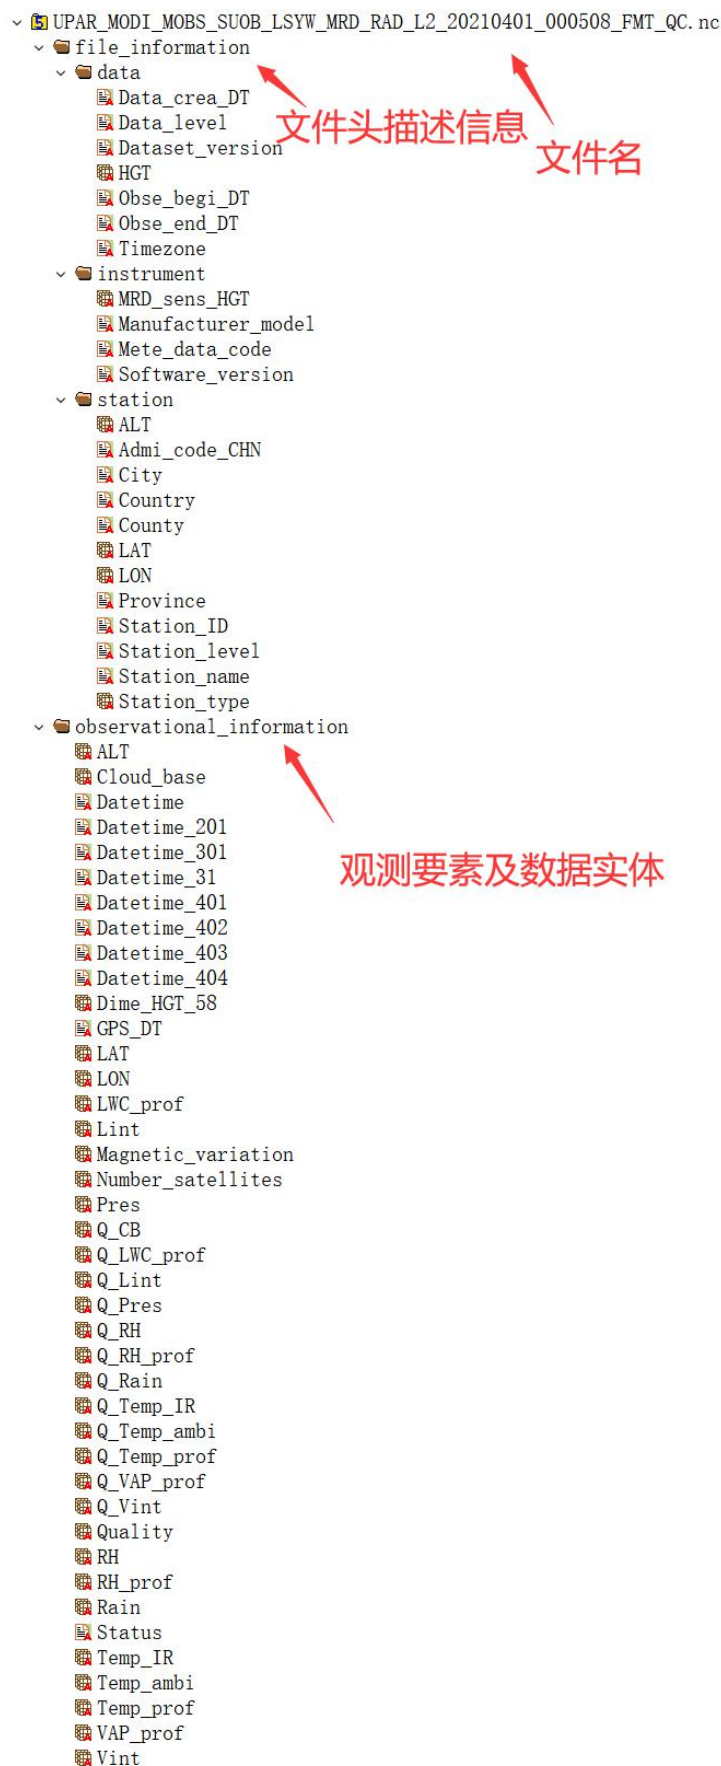 UPAR_MODI_MOBS_SUOB_LSYW_MRD_RAD_L2_20210401_000508_FMT_QC.nc
file_information
data
Data_crea_DT
文件头描述信息
文件名
Data_level
Dataset_version
HGT
Obse_begi_DT
Obse_end_DT
Timezone
instrument
MRD_sens_HGT
Manufacturer_model
Mete_data_code
Software_version
station
ALT
Admi_code_CHN
City
Country
County
LAT
LON
Province
Station_ID
Station_level
Station_name
Station_type
observational_information
ALT
Cloud_base
Datetime
Datetime_201
Datetime_301
观测要素及数据实体
Datetime_31
Datetime_401
Datetime_402
Datetime_403
Datetime_404
Dime_HGT_58
GPS_DT
LAT
LON
LWC_prof
Lint
Magnetic_variation
Number_satellites
Pres
Q_CB
Q_LWC_prof
Q_Lint
Q_Pres
Q_RH
Q_RH_prof
Q_Rain
Q_Temp_IR
Q_Temp_ambi
Q_Temp_prof
Q_VAP_prof
Q_Vint
Quality
RH
RH_prof
Rain
Status
Temp_IR
Temp_ambi
Temp_prof
VAP_prof
Vint